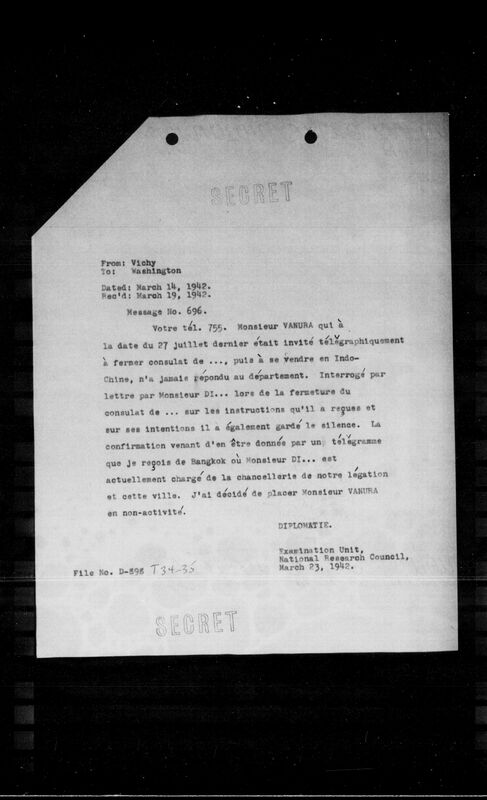 SECRET
From: Vichy
To: Washington
Dated: March 14, 1942.
Rec'd: March 19, 1942.
Message No. 696.
Votre tél. 755. Monsieur VANURA qui à
la date du 27 juillet dernier était invité télégraphiquement
à fermer consulat de ..., puis à se rendre en Indo-
Chine, n'a jamais répondu au département. Interrogé par
lettre par Monsieur DI... lors de la fermeture du
consulat de ... sur les instructions qu'il a reçues et
sur ses intentions il a également gardé le silence. La
confirmation venant d'en être donnée par un télégramme
que je reçois de Bangkok où Monsieur DI... est
actuellement chargé de la chancellerie de notre légation
et cette ville. J'ai décidé de placer Monsieur VANURA
en non-activité.
DIPLOMATIE.
Examination Unit,
National Research Council,
March 23, 1942.
File No. D-898 T34-35
SECRET